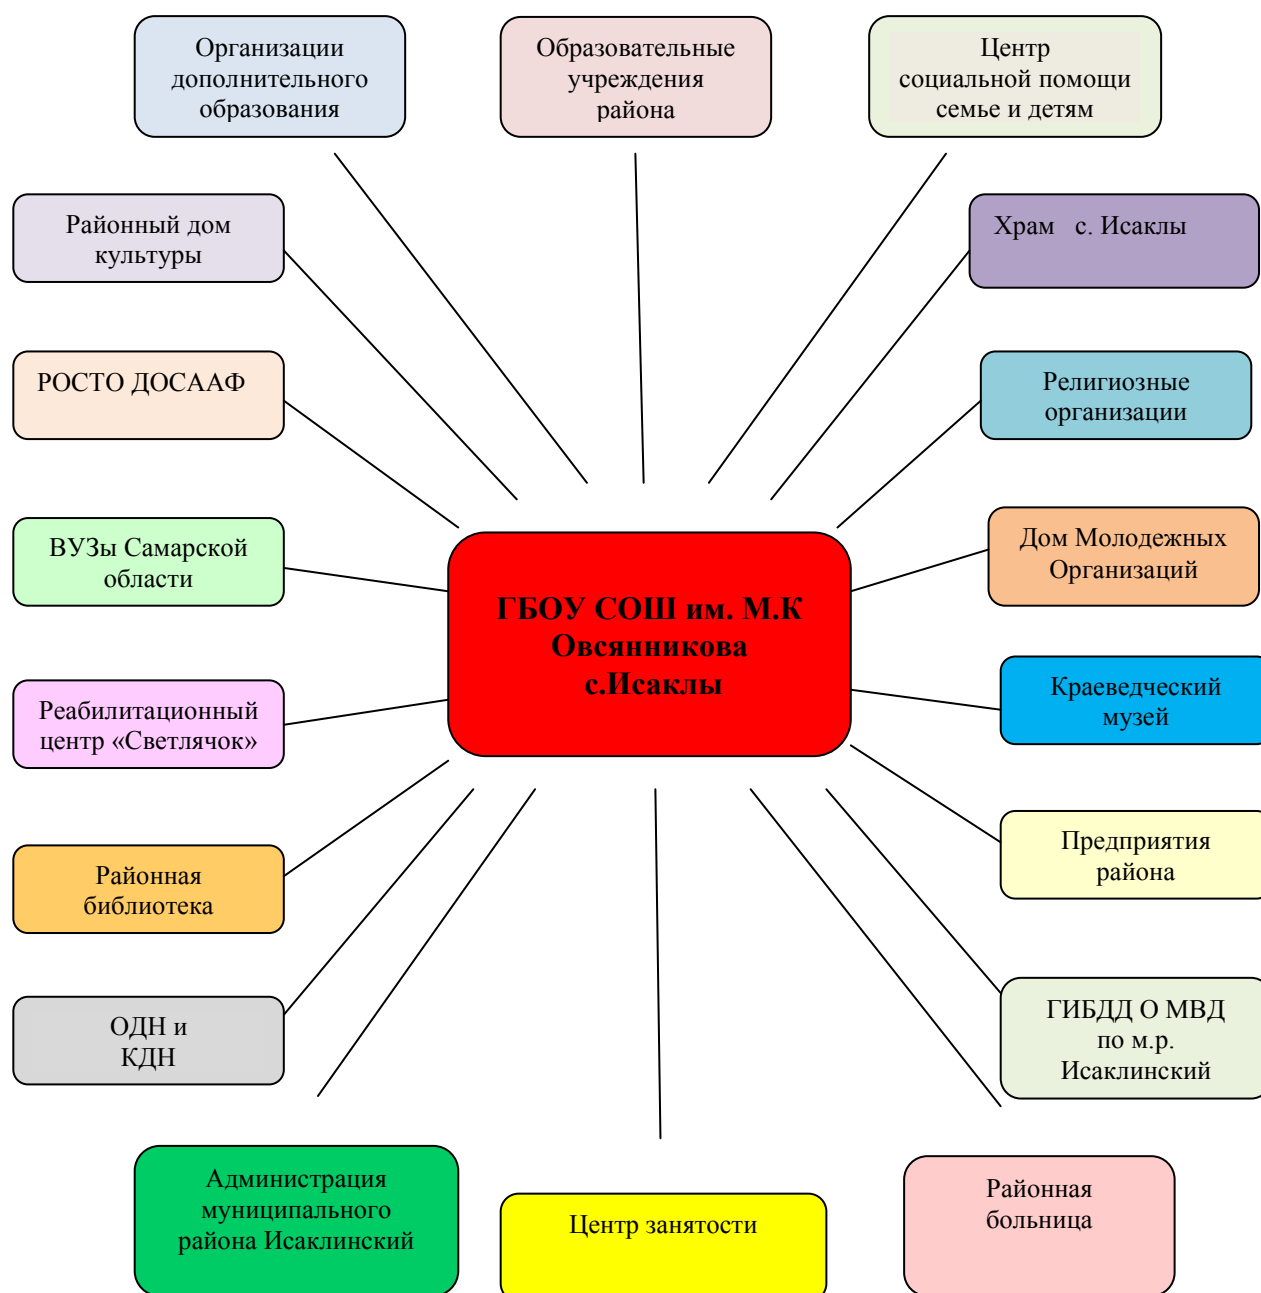 Организации
дополнительного
образования
Образовательные
учреждения
района
Центр
социальной помощи
семье и детям
Районный дом
культуры
Храм с. Исаклы
РОСТО ДОСААФ
Религиозные
организации
ВУЗы Самарской
области
Дом Молодежных
Организаций
ГБОУ СОШ им. М.К
Овсянникова
с.Исаклы
Реабилитационный
центр «Светлячок»
Краеведческий
музей
Районная
библиотека
Предприятия
района
ОДН и
КДН
ГИБДД О МВД
по м.р.
Исаклинский
Администрация
муниципального
района Исаклинский
Центр занятости
Районная
больница